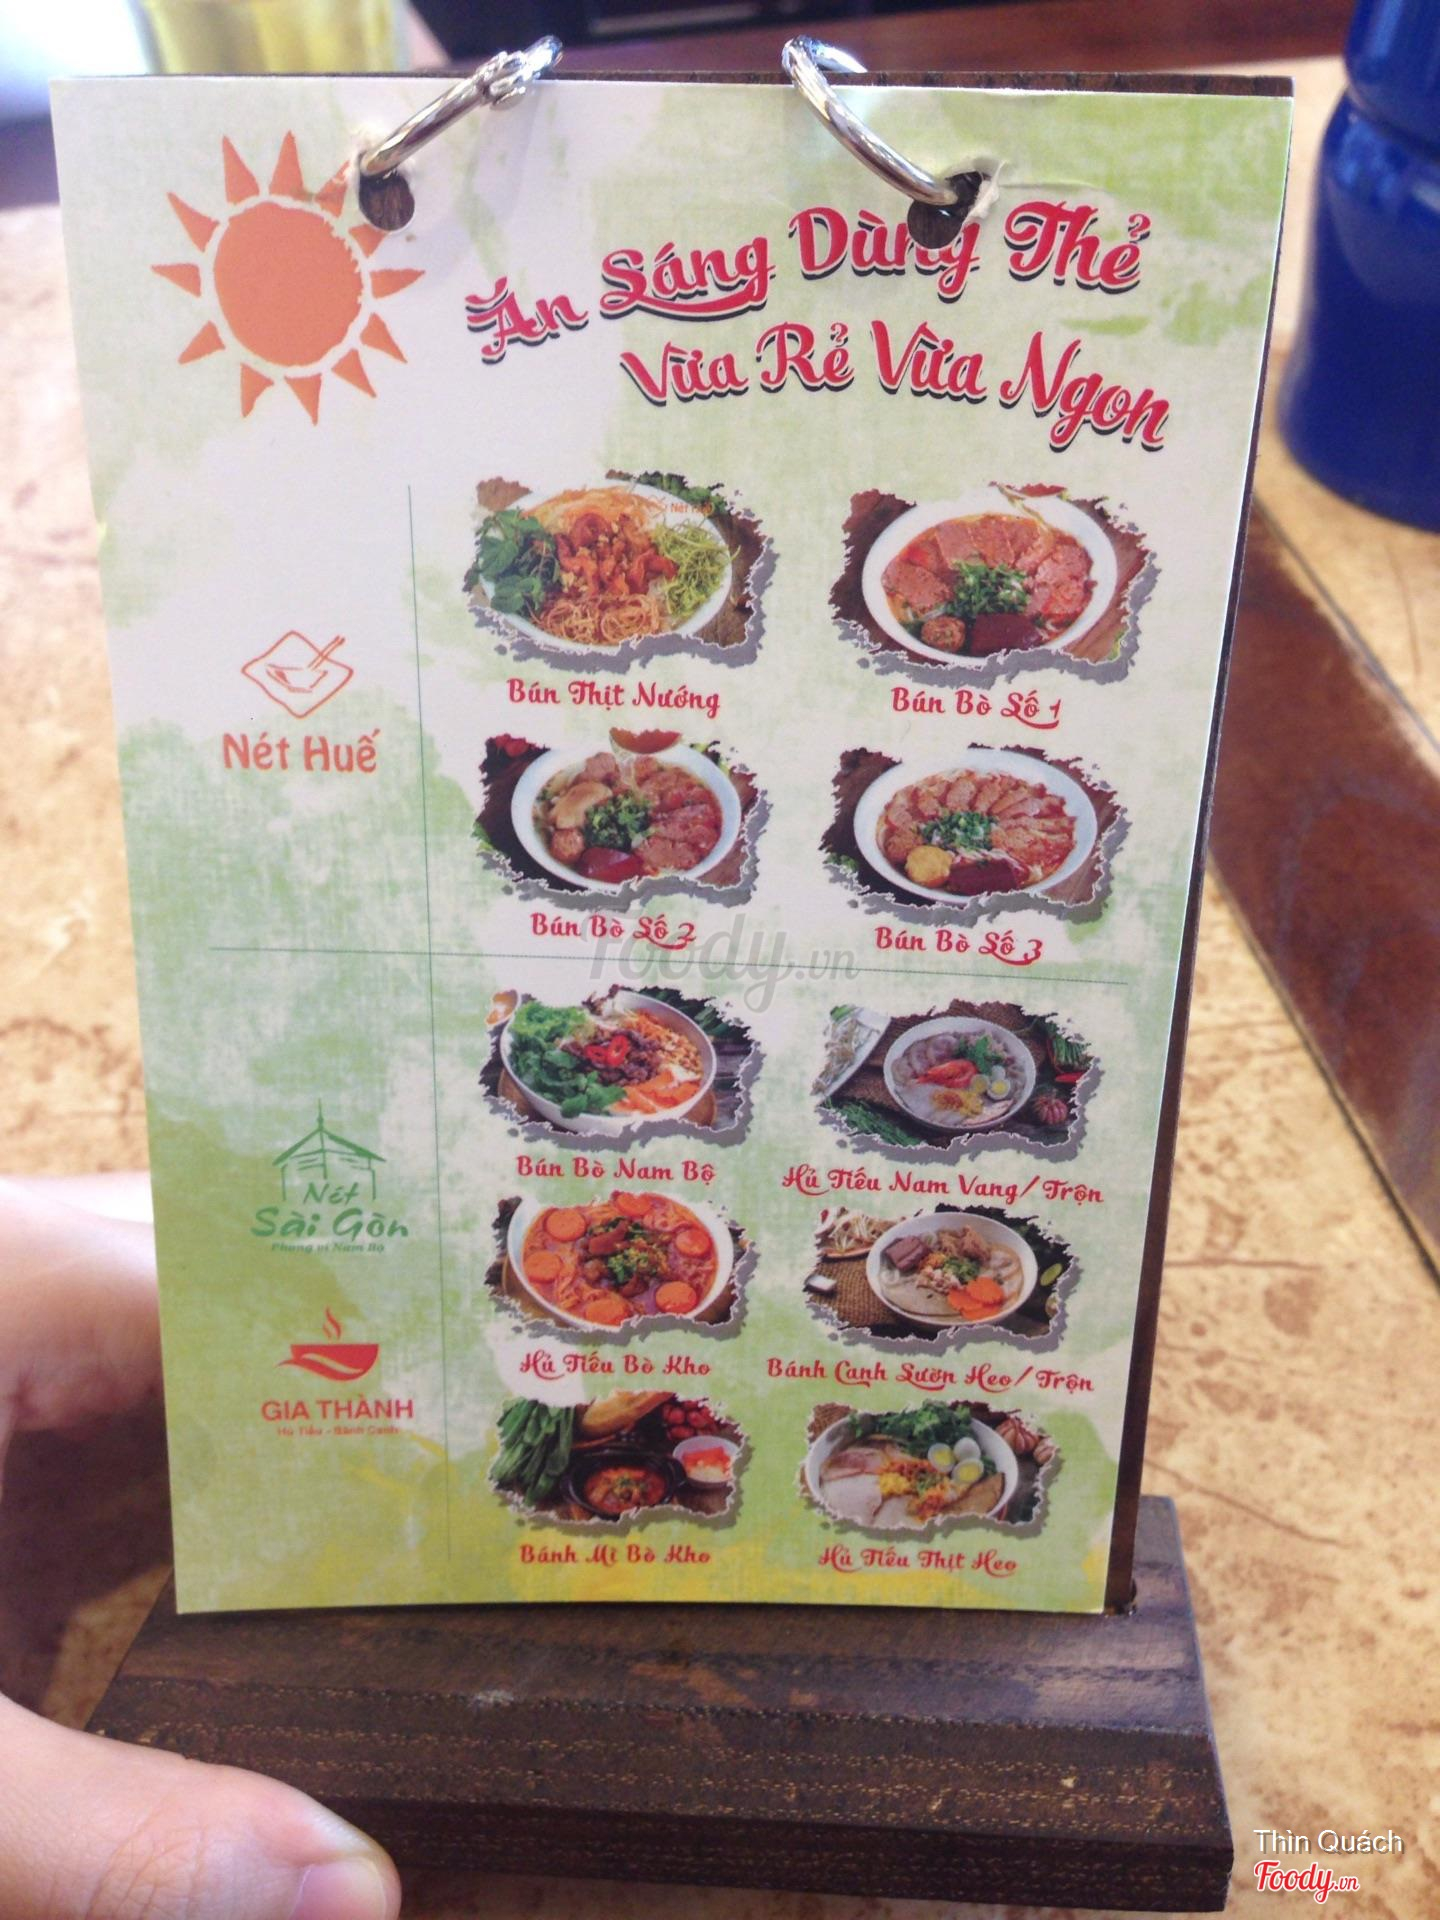 Ăn Sáng Dùng Thẻ
Vừa Rẻ Vừa Ngon
Nét Huế
Nét Huế
Bún Thịt Nướng
Bún Bò Số 1
Bún Bò Số 2
Bún Bò Số 3
Foody.vn
Nét
Sài Gòn
Phong vị Nam Bộ
GIA THÀNH
Hủ Tiếu - Bánh Canh
Bún Bò Nam Bộ
Hủ Tiếu Nam Vang/Trộn
Hủ Tiếu Bò Kho
Bánh Canh Sườn Heo/Trộn
Bánh Mì Bò Kho
Hủ Tiếu Thịt Heo
Thìn Quách
Foody.vn